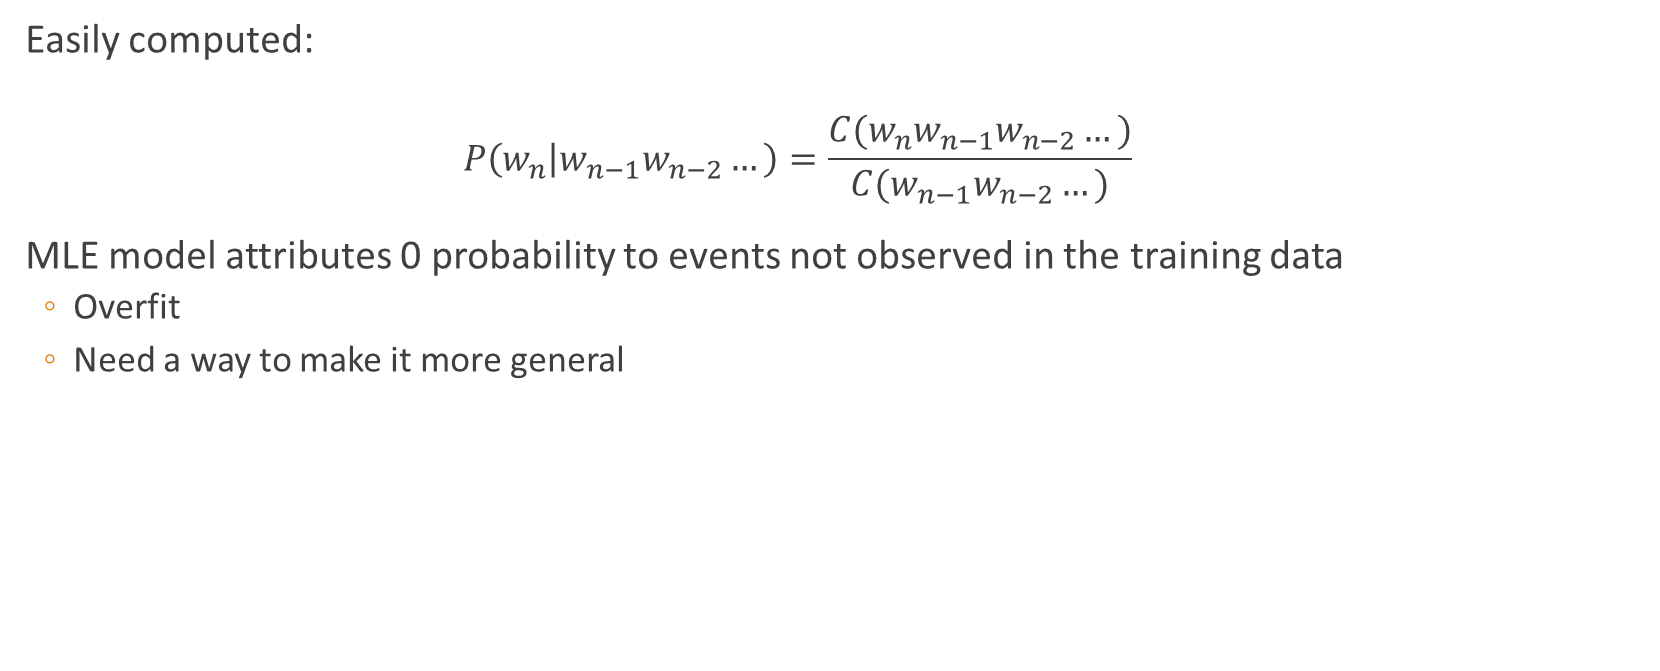 Easily computed:
𝑃(𝑤ₙ|𝑤ₙ₋₁𝑤ₙ₋₂ …) = 𝐶(𝑤ₙ𝑤ₙ₋₁𝑤ₙ₋₂ …) / 𝐶(𝑤ₙ₋₁𝑤ₙ₋₂ …)
MLE model attributes 0 probability to events not observed in the training data
◦ Overfit
◦ Need a way to make it more general